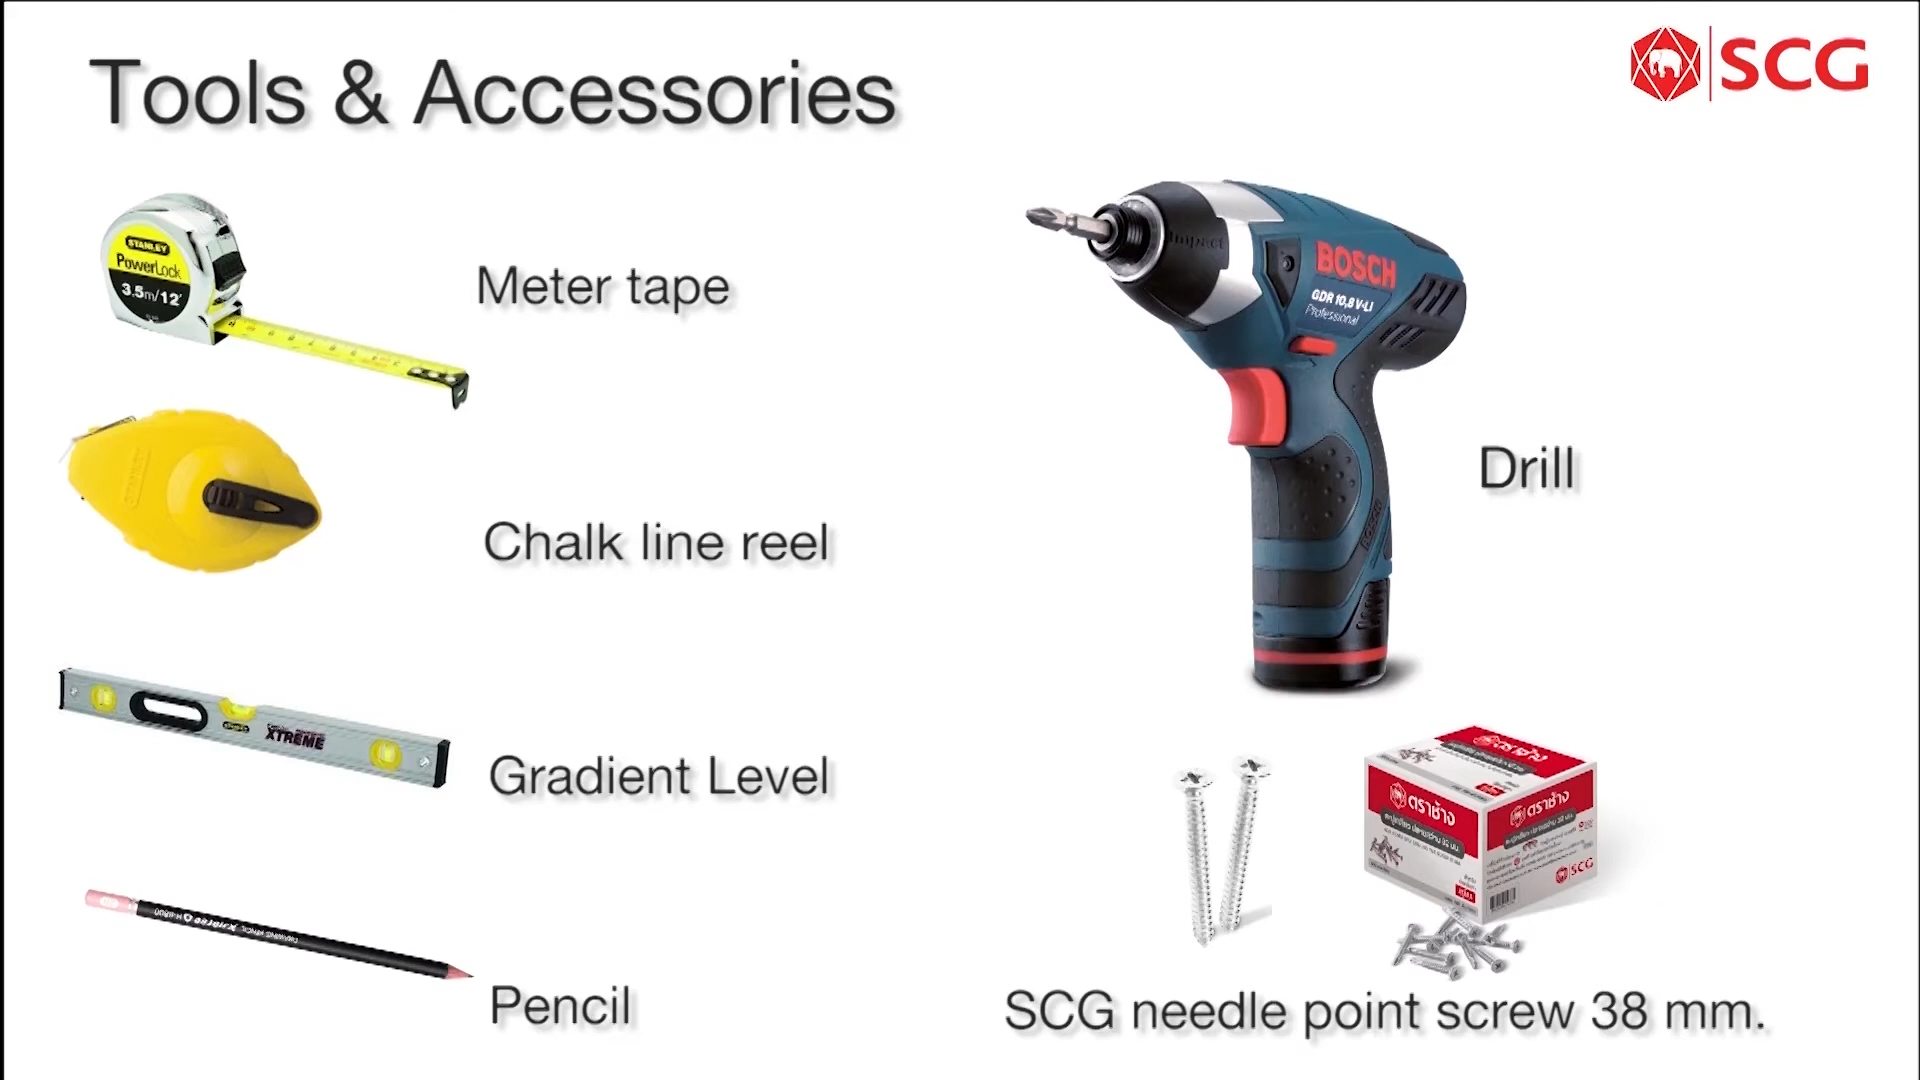 Tools & Accessories
SCG
STANLEY
PowerLock
3.5m/12'
Meter tape
Impact
BOSCH
GDR 10,8 V-LI
Professional
Drill
Chalk line reel
XTREME
Gradient Level
ตราช้าง
ตราช้าง
SCG
Pencil
SCG needle point screw 38 mm.